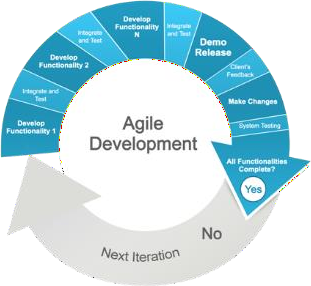 Develop
Functionality 1
Integrate and
Test
Develop
Functionality 2
Integrate
and Test
Develop
Functionality
N
Integrate
and Test
Demo
Release
Client's
Feedback
Make Changes
System Testing
All Functionalities
Complete?
Yes
No
Next Iteration
Agile
Development